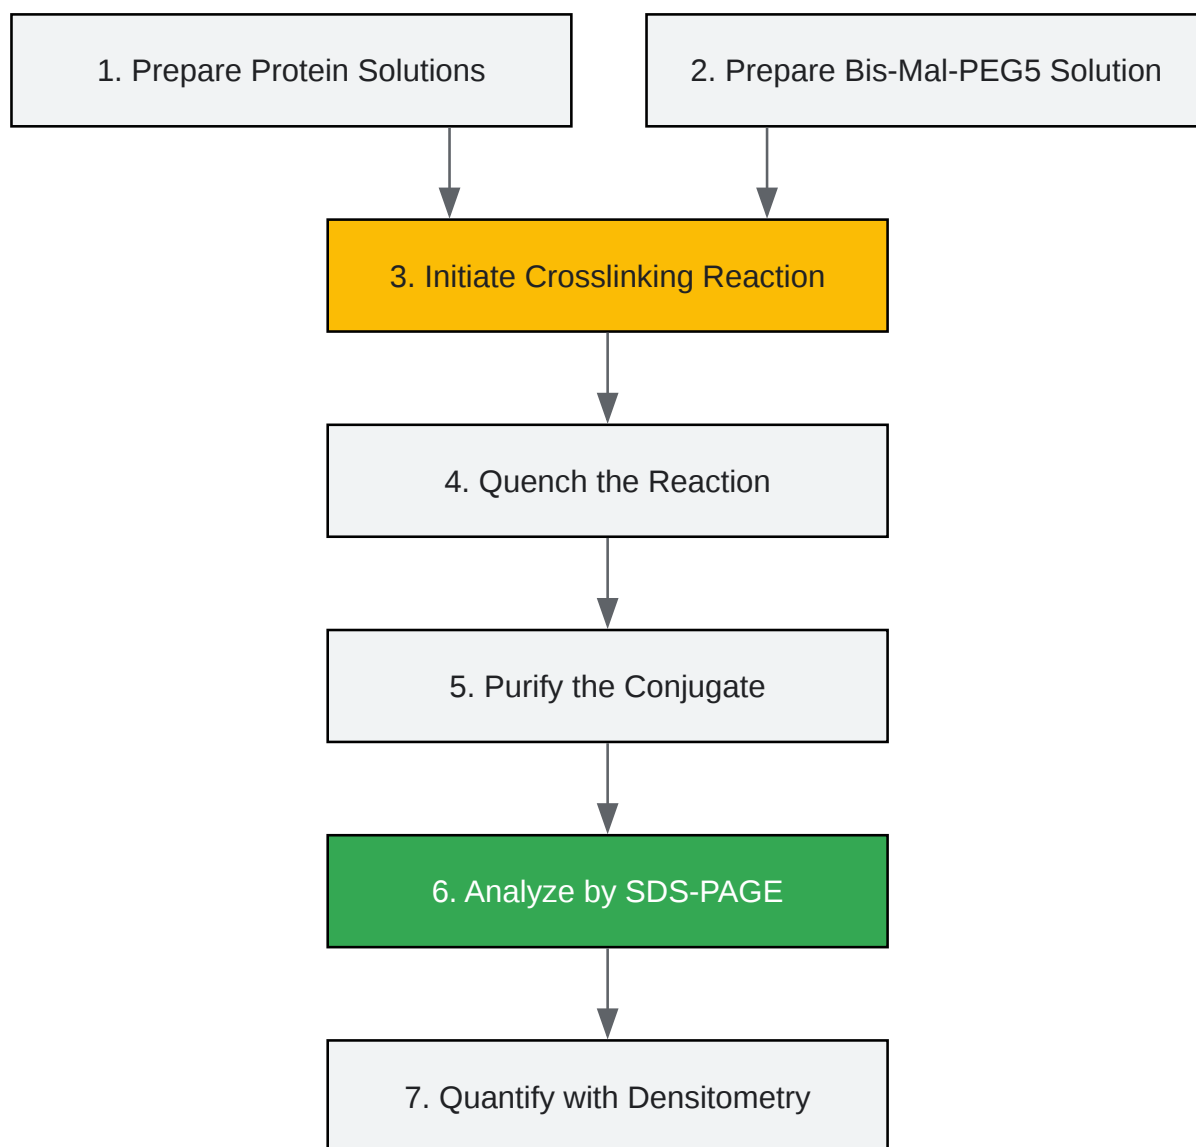 1. Prepare Protein Solutions
2. Prepare Bis-Mal-PEG5 Solution
3. Initiate Crosslinking Reaction
4. Quench the Reaction
5. Purify the Conjugate
6. Analyze by SDS-PAGE
7. Quantify with Densitometry